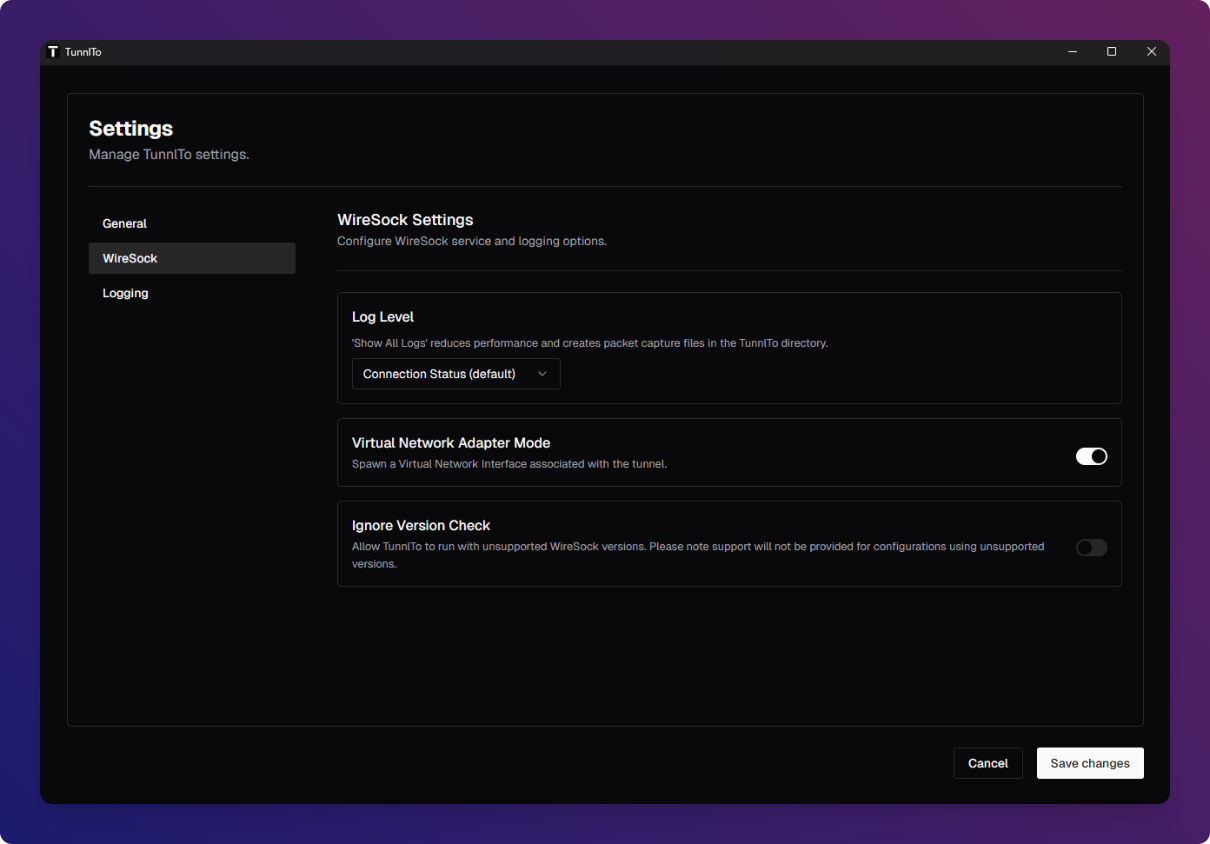 T TunnlTo
Settings
Manage TunnlTo settings.
General
WireSock
Logging
WireSock Settings
Configure WireSock service and logging options.
Log Level
'Show All Logs' reduces performance and creates packet capture files in the TunnlTo directory.
Connection Status (default)
Virtual Network Adapter Mode
Spawn a Virtual Network Interface associated with the tunnel.
Ignore Version Check
Allow TunnlTo to run with unsupported WireSock versions. Please note support will not be provided for configurations using unsupported
versions.
Cancel
Save changes